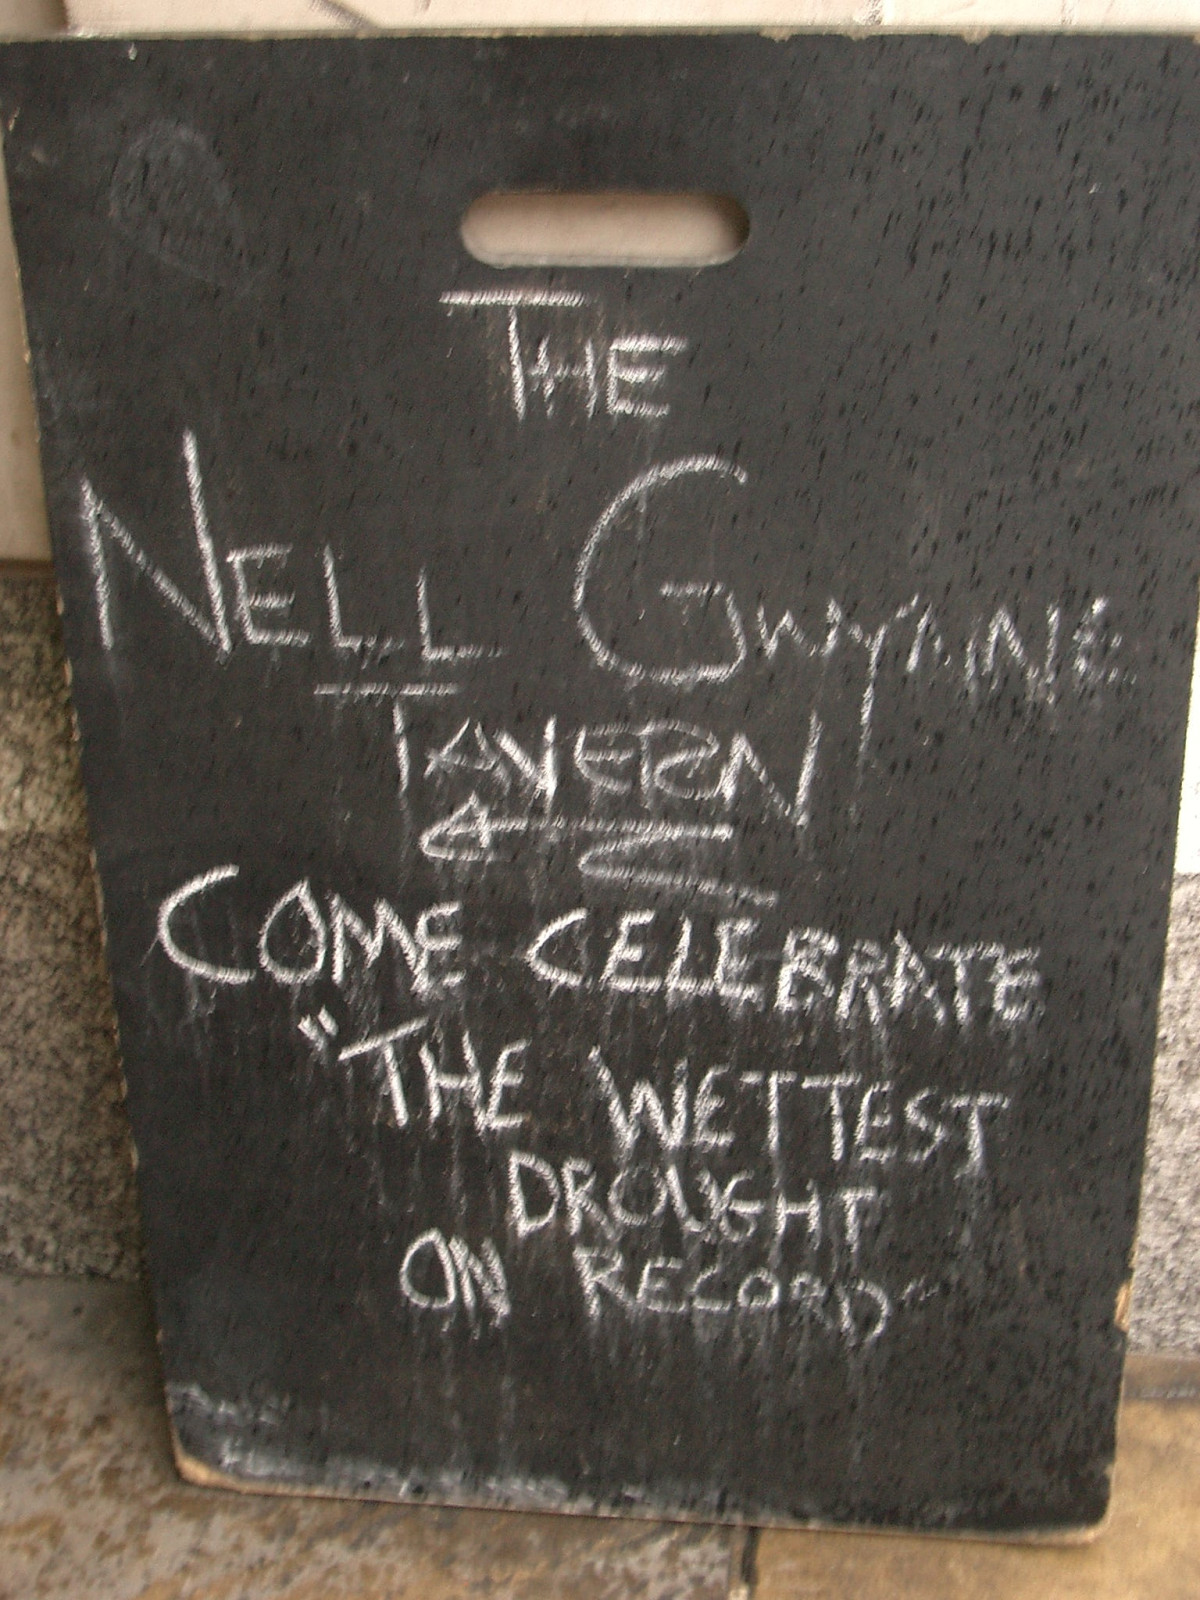 THE
NELL GWYNNE
TAVERN
COME CELEBRATE
"THE WETTEST
DROUGHT
ON RECORD"